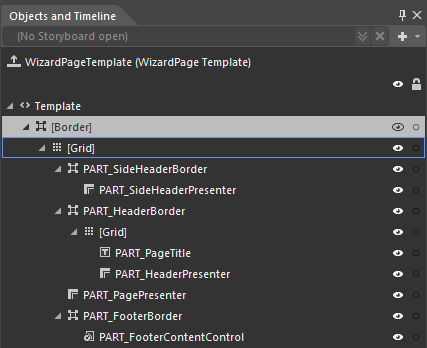 Objects and Timeline
(No Storyboard open)
WizardPageTemplate (WizardPage Template)
Template
[Border]
[Grid]
PART_SideHeaderBorder
PART_SideHeaderPresenter
PART_HeaderBorder
[Grid]
PART_PageTitle
PART_HeaderPresenter
PART_PagePresenter
PART_FooterBorder
PART_FooterContentControl